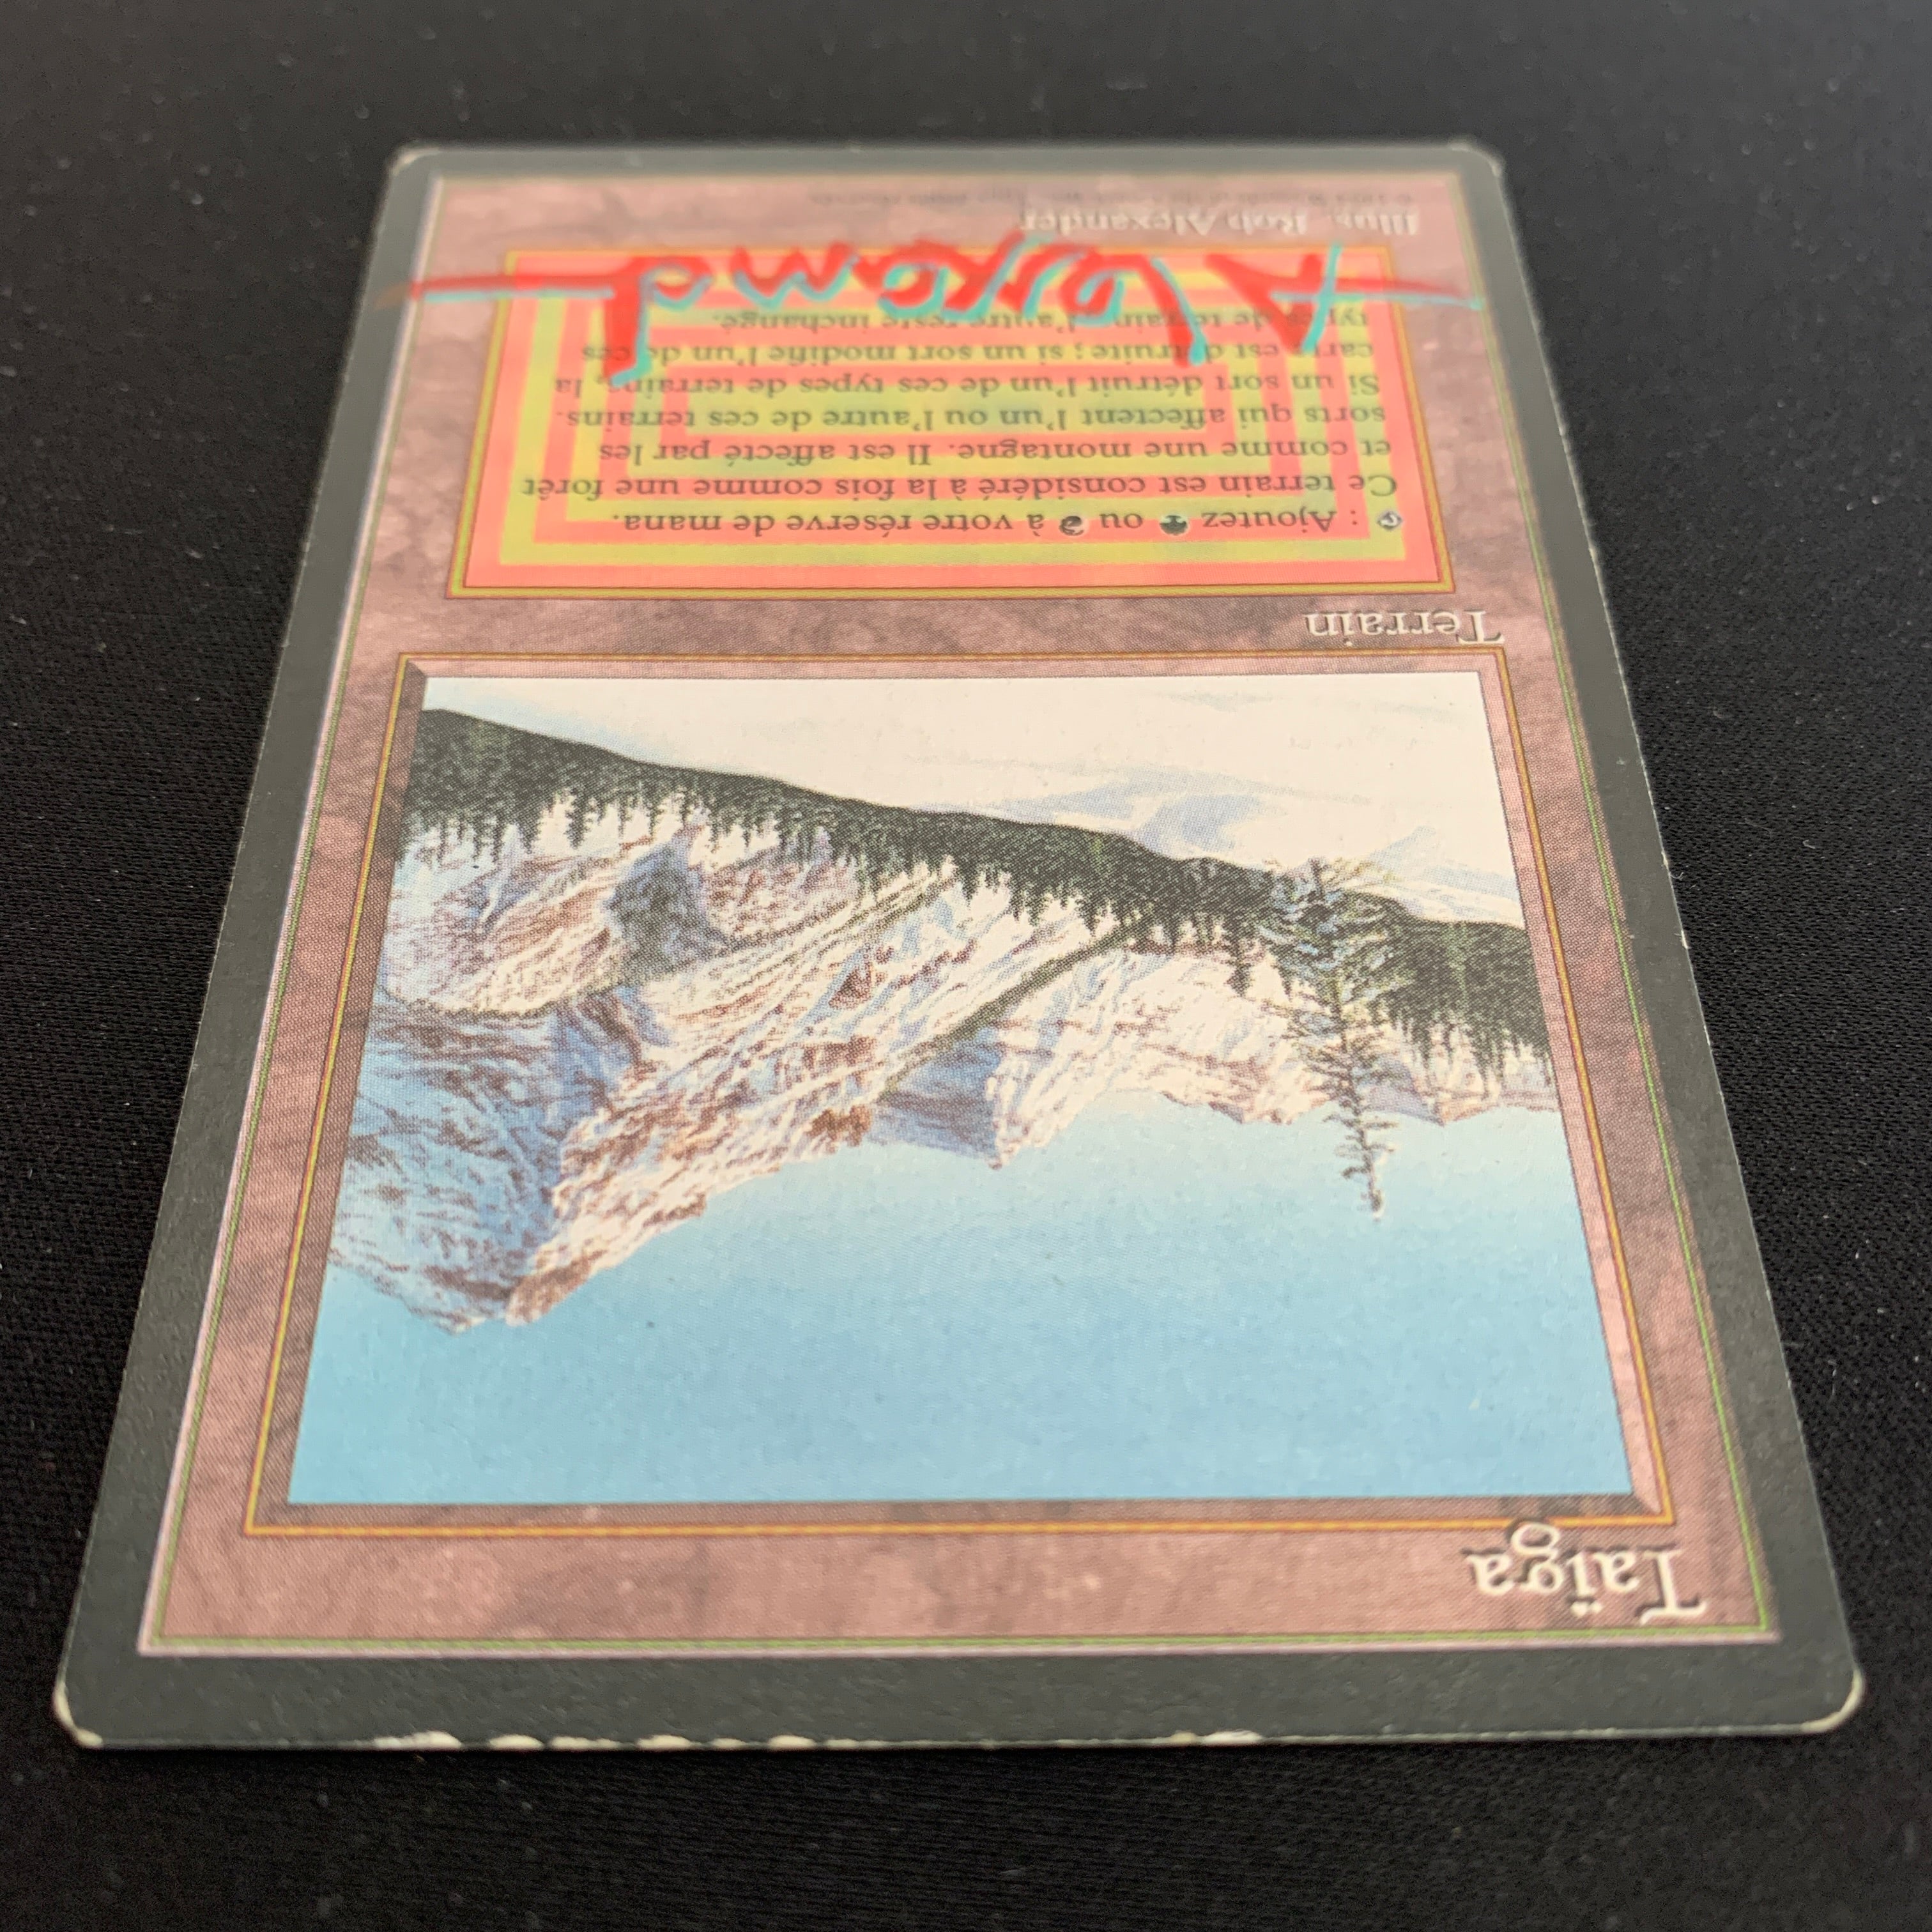 Taïga
Terrain
: Ajoutez ou à votre réserve de mana.
Ce terrain est considéré à la fois comme une forêt
et comme une montagne. Il est affecté par les
sorts qui affectent l'un ou l'autre de ces terrains.
Si un sort détruit l'un de ces types de terrains, la
carte est détruite ; si un sort modifie l'un de ces
types de terrain, l'autre reste inchangé.
Illus. Rob Alexander